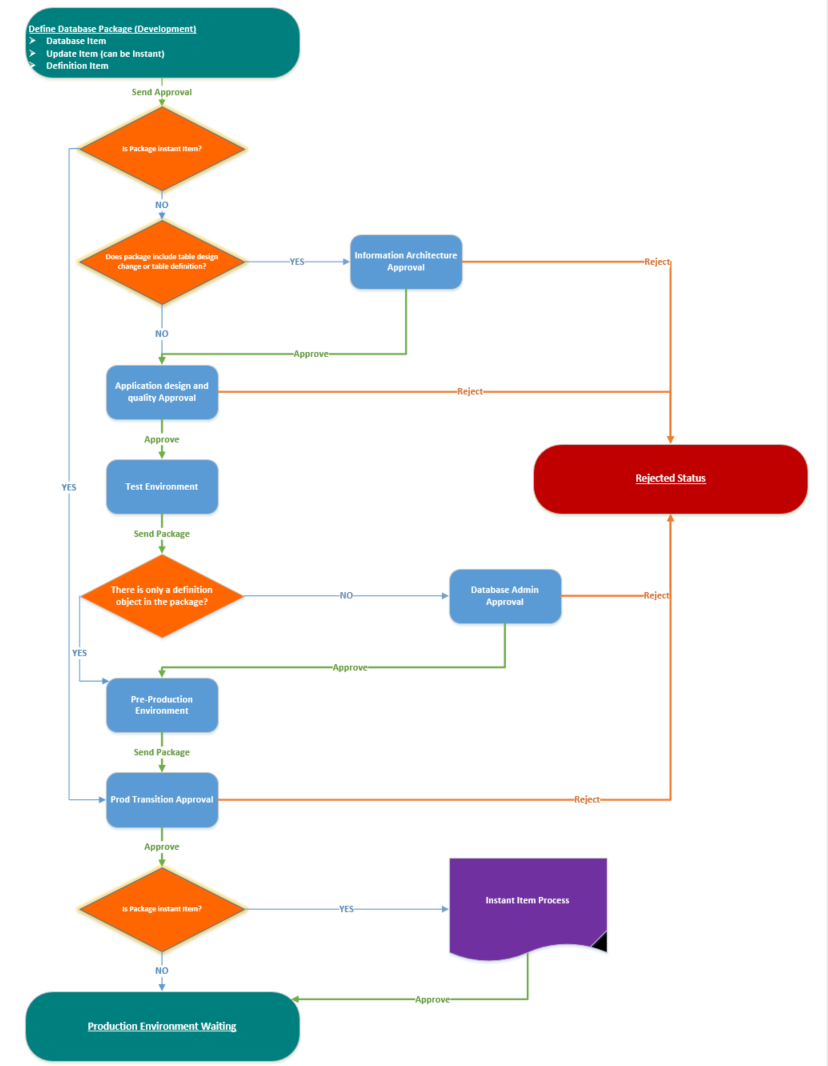 Define Database Package (Development)
➢ Database Item
➢ Update Item (can be Instant)
➢ Definition Item
Send Approval
Is Package instant Item?
NO
Does package include table design
change or table definition?
YES
Information Architecture
Approval
Reject
NO
Approve
Application design and
quality Approval
Reject
Approve
Rejected Status
YES
Test Environment
Send Package
There is only a definition
object in the package?
NO
Database Admin
Approval
Reject
YES
Approve
Pre-Production
Environment
Send Package
Prod Transition Approval
Reject
Approve
Is Package instant Item?
YES
Instant Item Process
NO
Approve
Production Environment Waiting